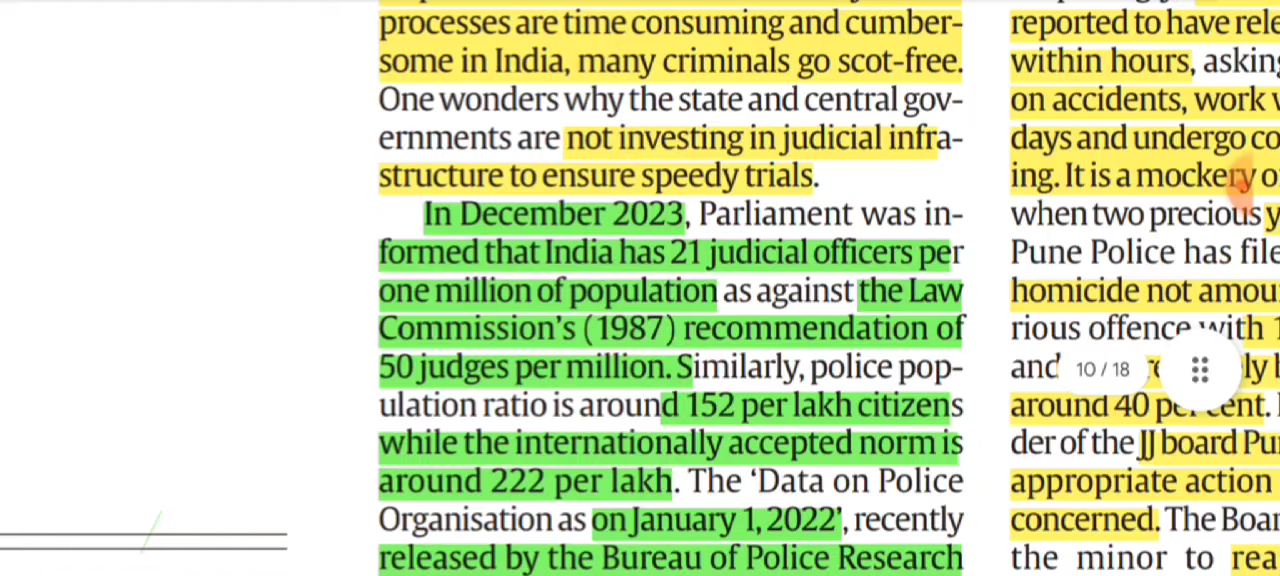 processes are time consuming and cumber-
some in India, many criminals go scot-free.
One wonders why the state and central gov-
ernments are not investing in judicial infra-
structure to ensure speedy trials.
In December 2023, Parliament was in-
formed that India has 21 judicial officers per
one million of population as against the Law
Commission's (1987) recommendation of
50 judges per million. Similarly, police pop-
ulation ratio is around 152 per lakh citizens
while the internationally accepted norm is
around 222 per lakh. The 'Data on Police
Organisation as on January 1, 2022', recently
released by the Bureau of Police Research
reported to have
within hours,
on accidents, work
days and undergo
ing. It is a mockery
when two precious
Pune Police has
homicide not
rious offence with
and
around 40 per cent.
der of the JJ board
appropriate action
concerned. The
the minor to
10 / 18